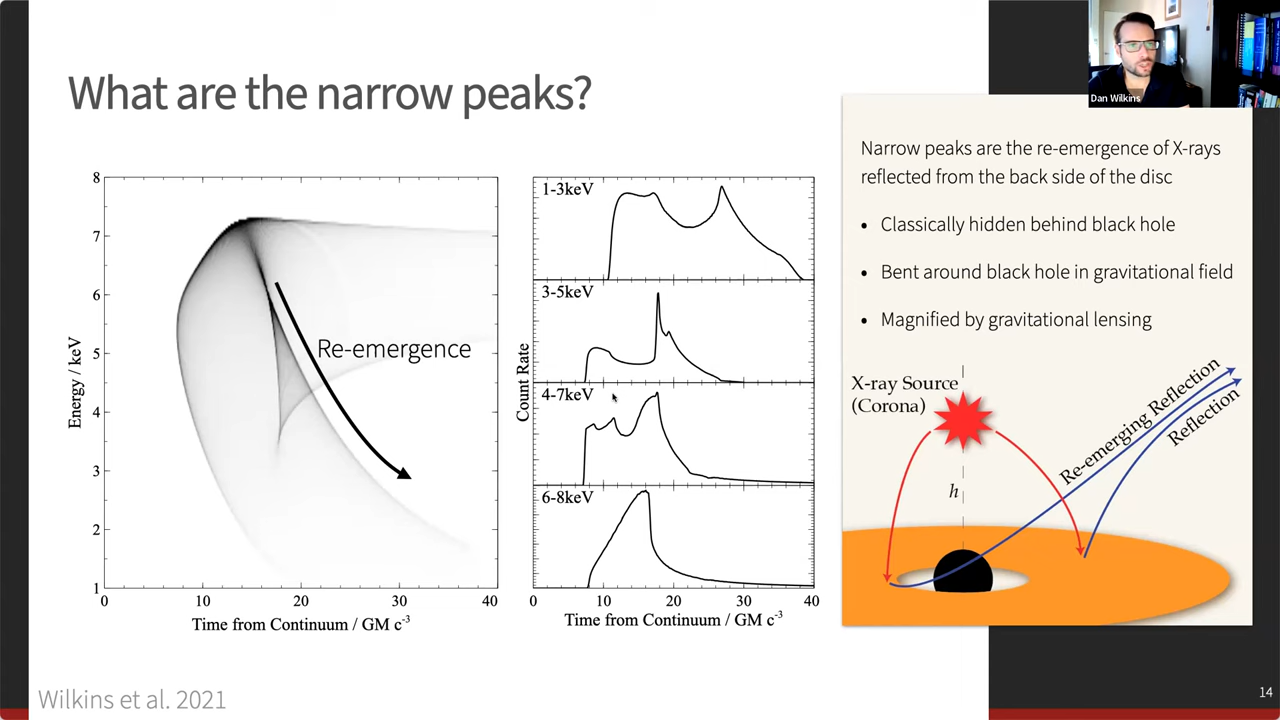 Dan Wilkins
What are the narrow peaks?
8
7
6
5
4
3
2
1
Energy / keV
Re-emergence
0
10
20
30
40
Time from Continuum / GM c⁻³
1-3keV
3-5keV
4-7keV
6-8keV
Count Rate
0
10
20
30
40
Time from Continuum / GM c⁻³
Narrow peaks are the re-emergence of X-rays
reflected from the back side of the disc
• Classically hidden behind black hole
• Bent around black hole in gravitational field
• Magnified by gravitational lensing
X-ray Source
(Corona)
h
Re-emerging Reflection
Reflection
Wilkins et al. 2021
14